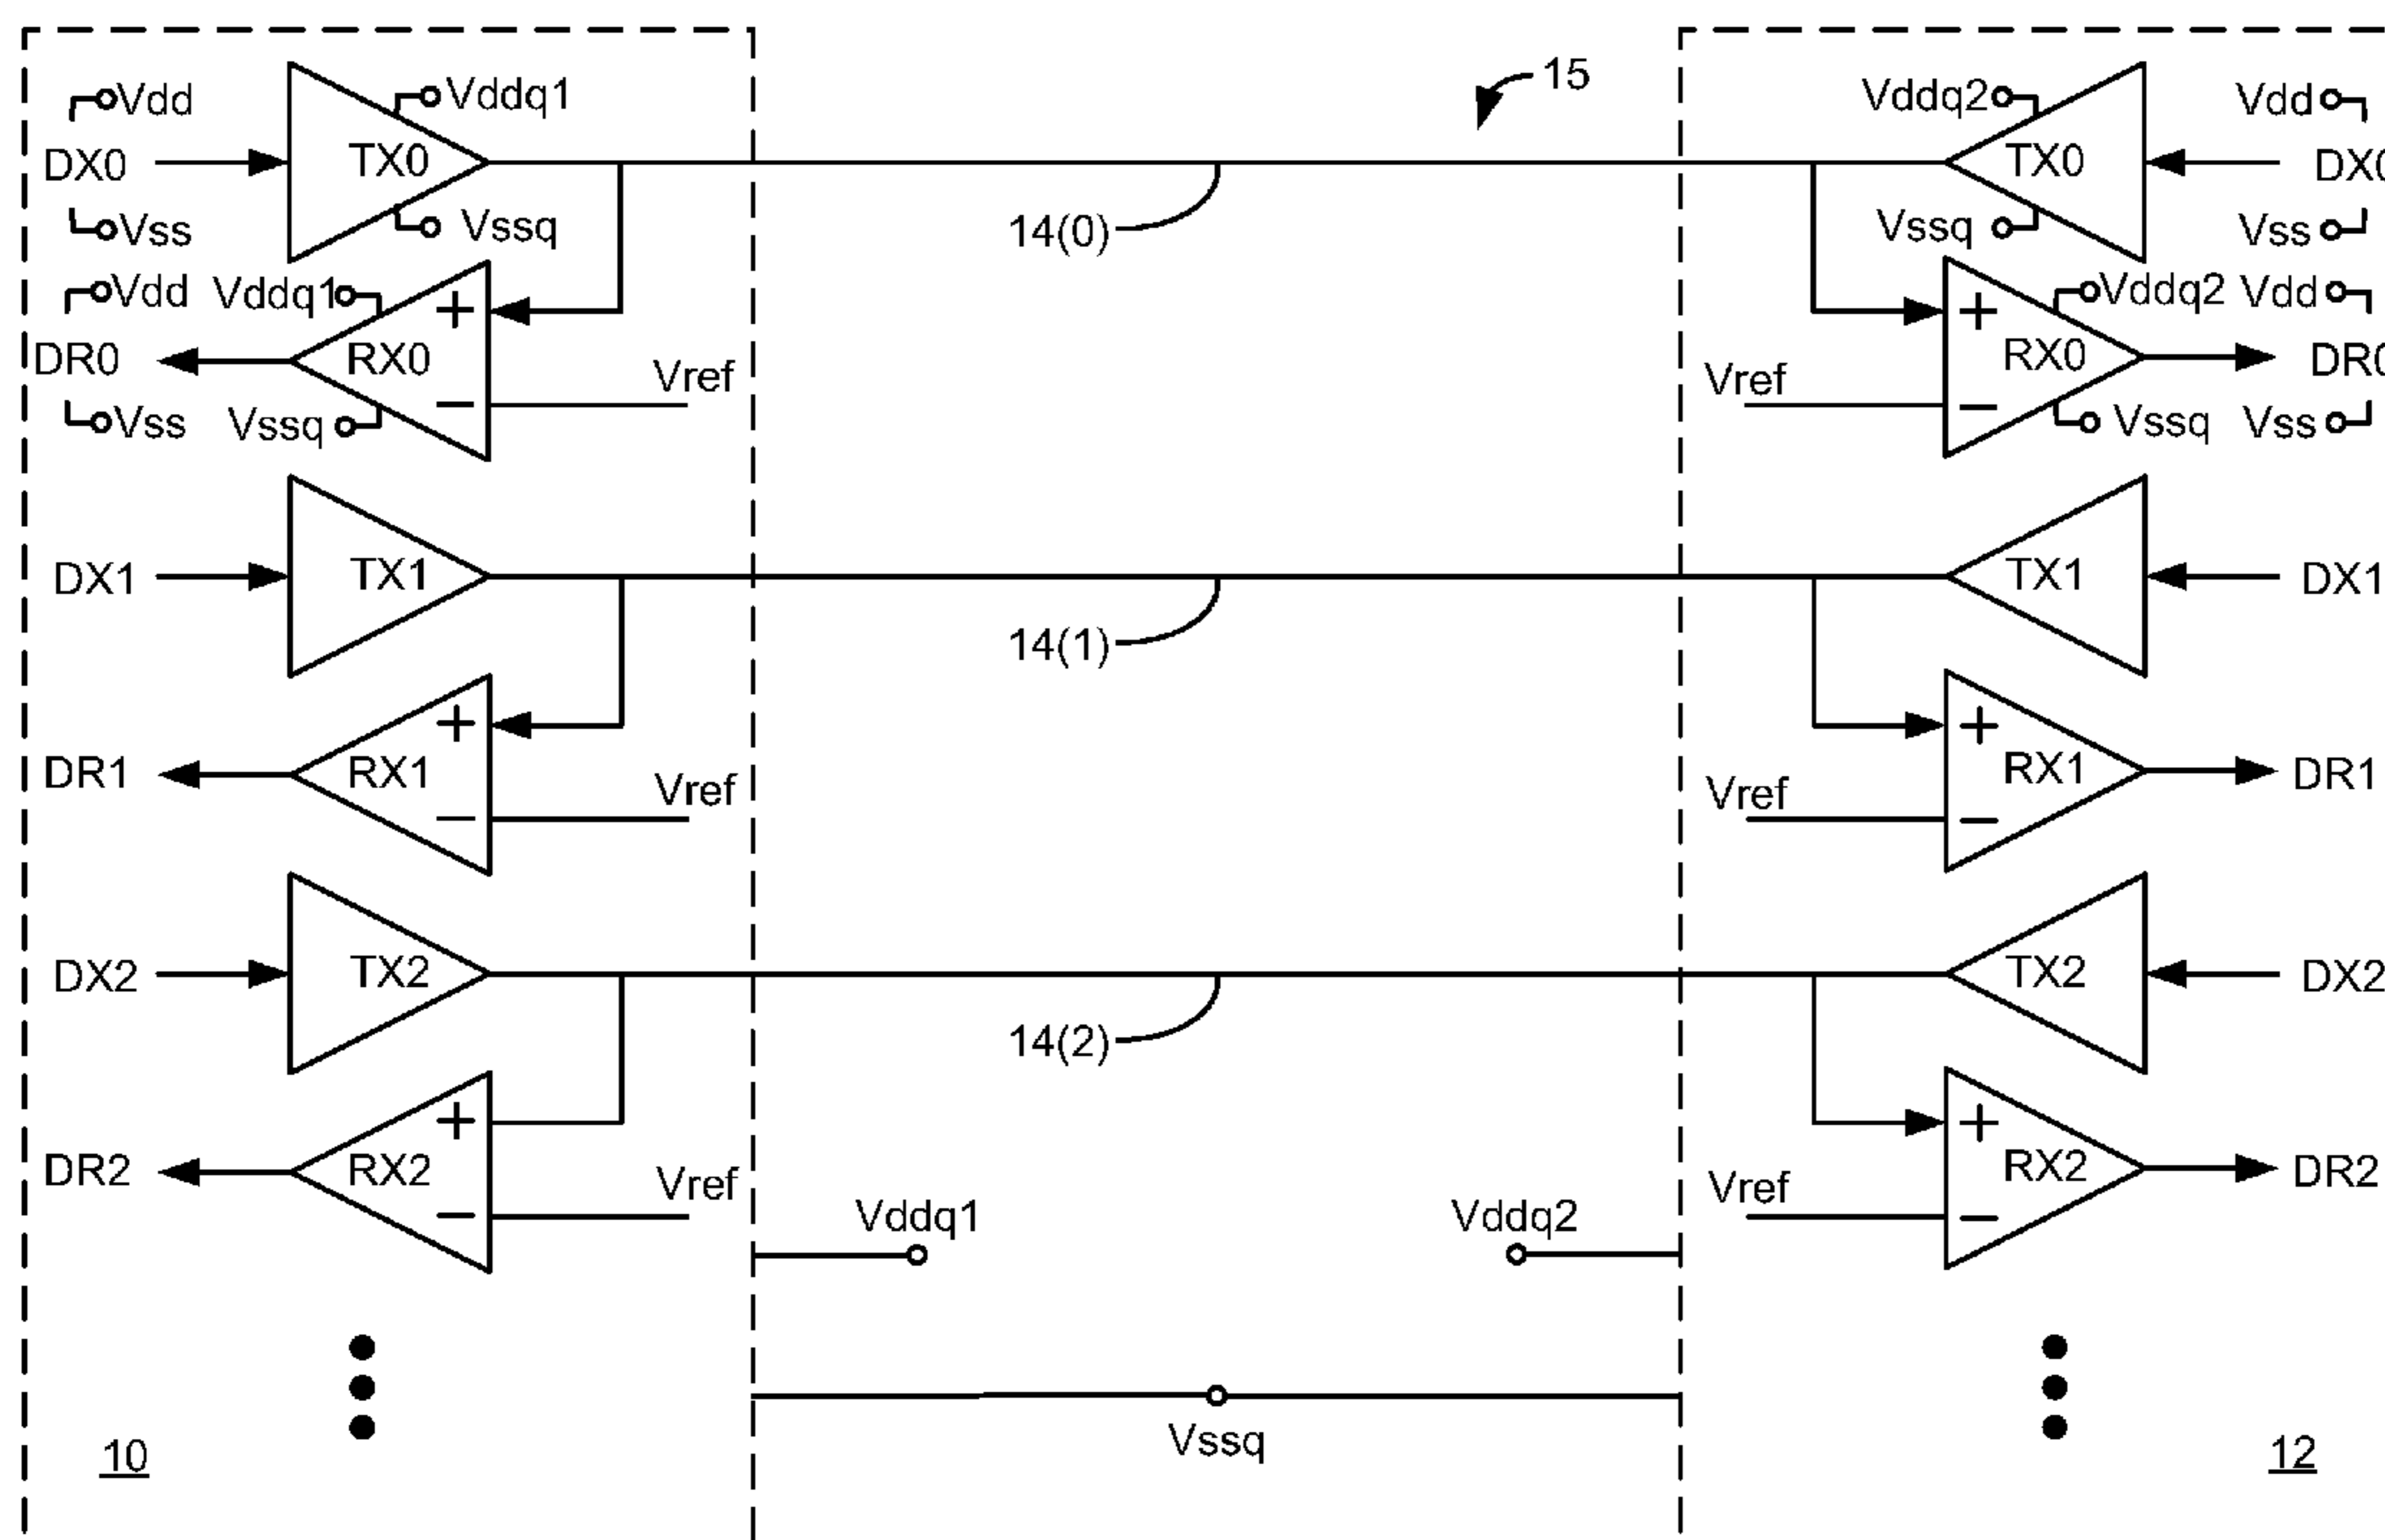 15
Vdd
Vddq1
Vddq2
Vdd
DX0
TX0
TX0
DX0
Vss
Vssq
14(0)
Vssq
Vss
Vdd
Vddq1
+
+
Vddq2
Vdd
DR0
RX0
Vref
Vref
RX0
DR0
Vss
Vssq
−
−
Vssq
Vss
DX1
TX1
TX1
DX1
14(1)
+
+
DR1
RX1
Vref
Vref
RX1
DR1
−
−
DX2
TX2
TX2
DX2
14(2)
+
+
DR2
RX2
Vref
Vref
RX2
DR2
−
−
Vddq1
Vddq2
Vssq
10
12